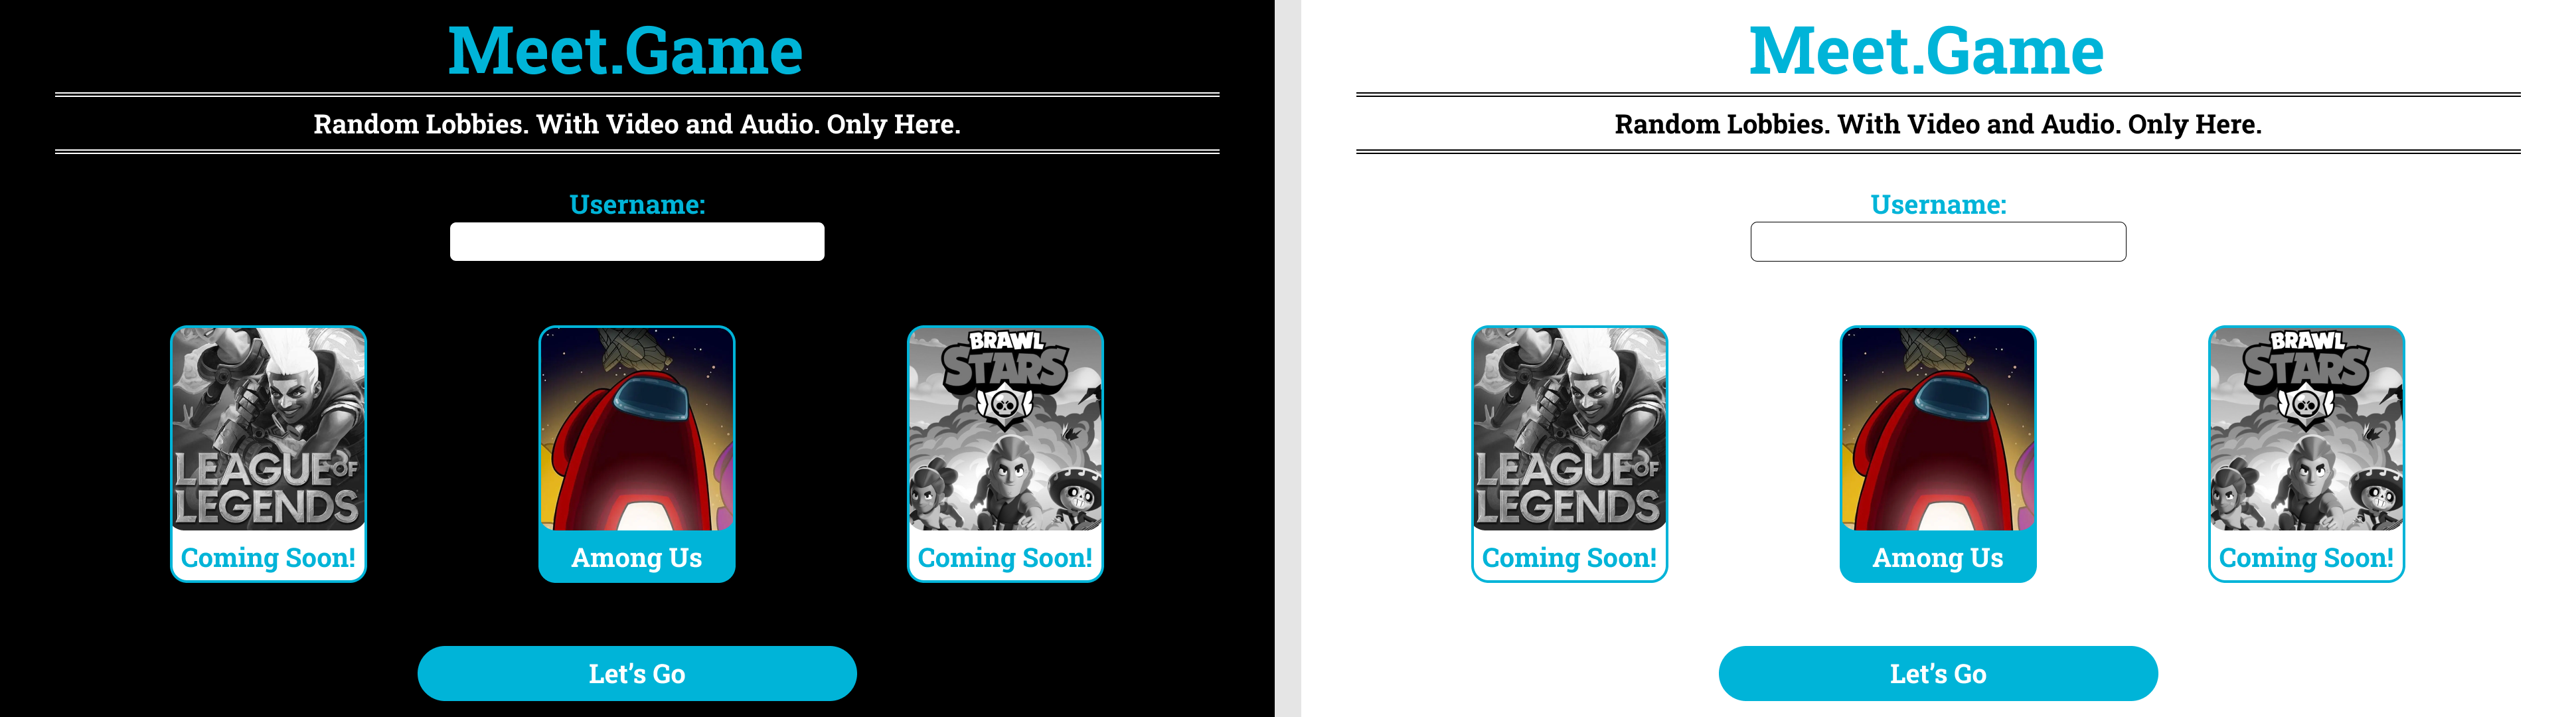 Meet.Game
Random Lobbies. With Video and Audio. Only Here.
Username:
LEAGUE OF
LEGENDS
Coming Soon!
Among Us
BRAWL
STARS
Coming Soon!
Let's Go
Meet.Game
Random Lobbies. With Video and Audio. Only Here.
Username:
LEAGUE OF
LEGENDS
Coming Soon!
Among Us
BRAWL
STARS
Coming Soon!
Let's Go